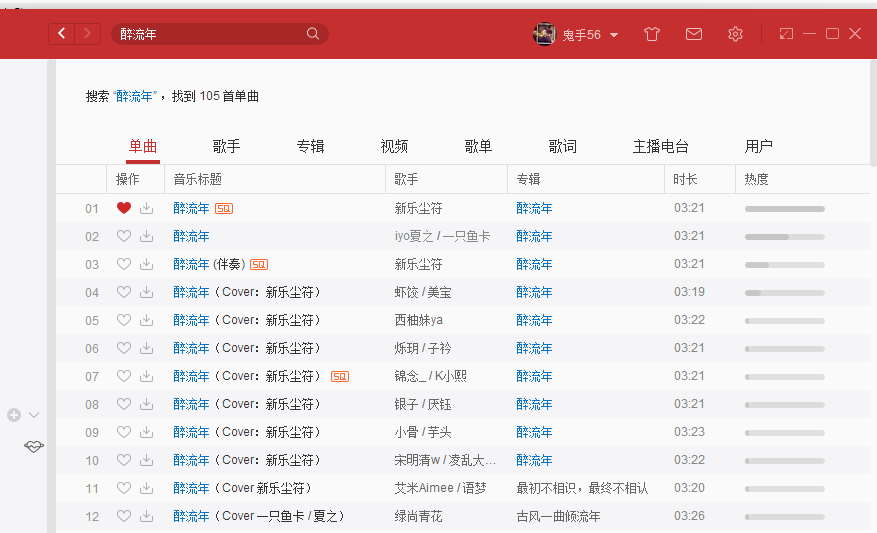 醉流年 鬼手56
搜索 “醉流年”，找到 105 首单曲
单曲 歌手 专辑 视频 歌单 歌词 主播电台 用户
操作 音乐标题 歌手 专辑 时长 热度
01 醉流年 SQ 新乐尘符 醉流年 03:21
02 醉流年 iyo夏之 / 一只鱼卡 醉流年 03:21
03 醉流年 (伴奏) SQ 新乐尘符 醉流年 03:21
04 醉流年（Cover：新乐尘符） 虾饺 / 美宝 醉流年 03:19
05 醉流年（Cover：新乐尘符） 西柚妹ya 醉流年 03:22
06 醉流年（Cover：新乐尘符） 烁玥 / 子衿 醉流年 03:21
07 醉流年（Cover：新乐尘符） SQ 锦念_ / K小熙 醉流年 03:21
08 醉流年（Cover：新乐尘符） 银子 / 厌钰 醉流年 03:21
09 醉流年（Cover：新乐尘符） 小骨 / 芋头 醉流年 03:23
10 醉流年（Cover：新乐尘符） 宋明清w / 凌乱大... 醉流年 03:22
11 醉流年（Cover 新乐尘符） 艾米Aimee / 语梦 最初不相识，最终不相认 03:20
12 醉流年（Cover 一只鱼卡 / 夏之） 绿尚青花 古风一曲倾流年 03:26